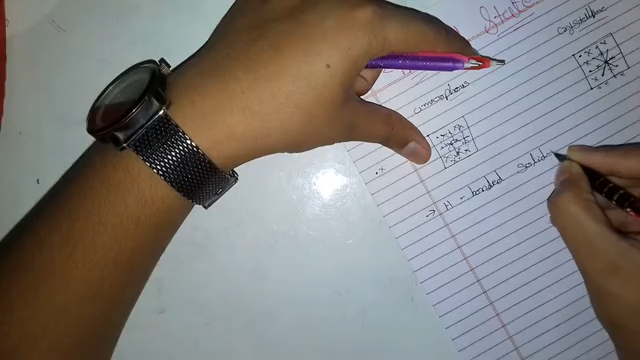 State
Crystalline
amorphous
→ H - bonded solid